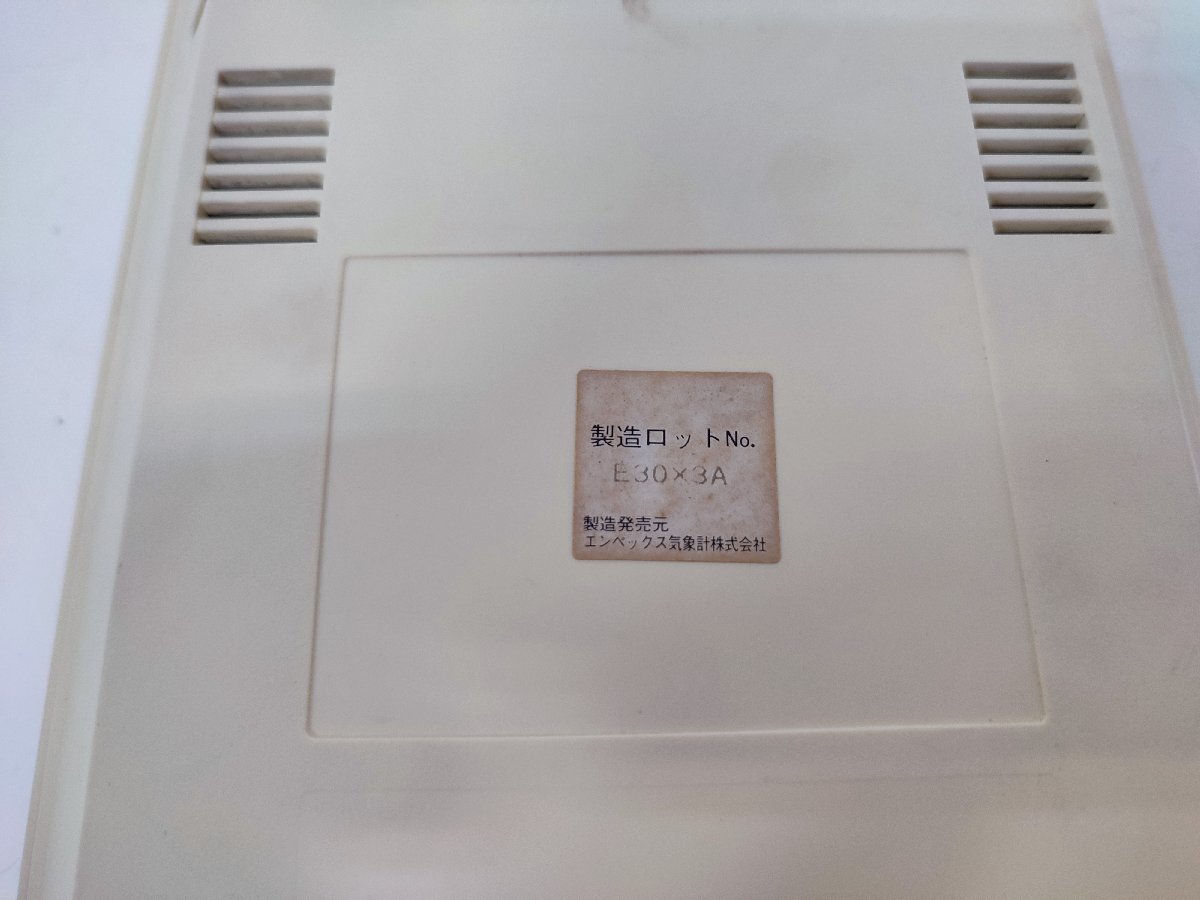 製造ロットNo.
E30×3A
製造発売元
エンペックス気象計株式会社